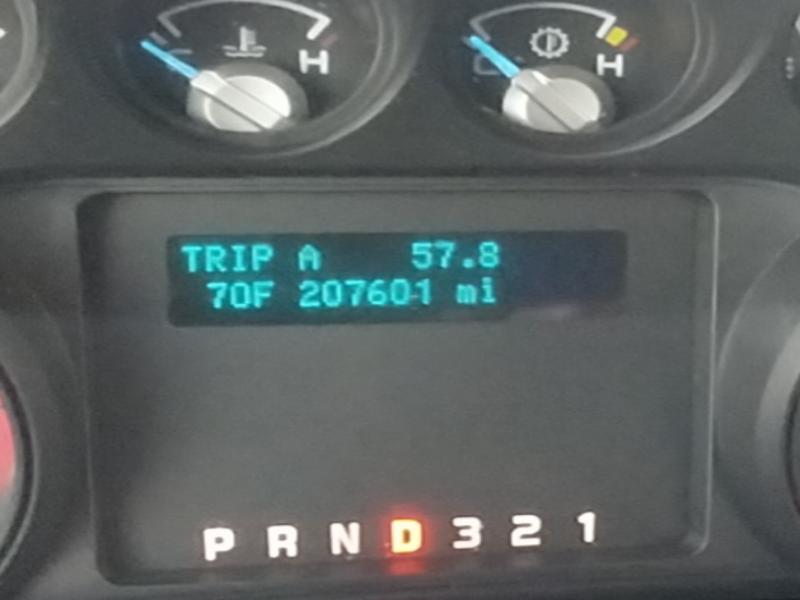 H
C H
TRIP A 57.8
70F 207601 mi
P R N D 3 2 1